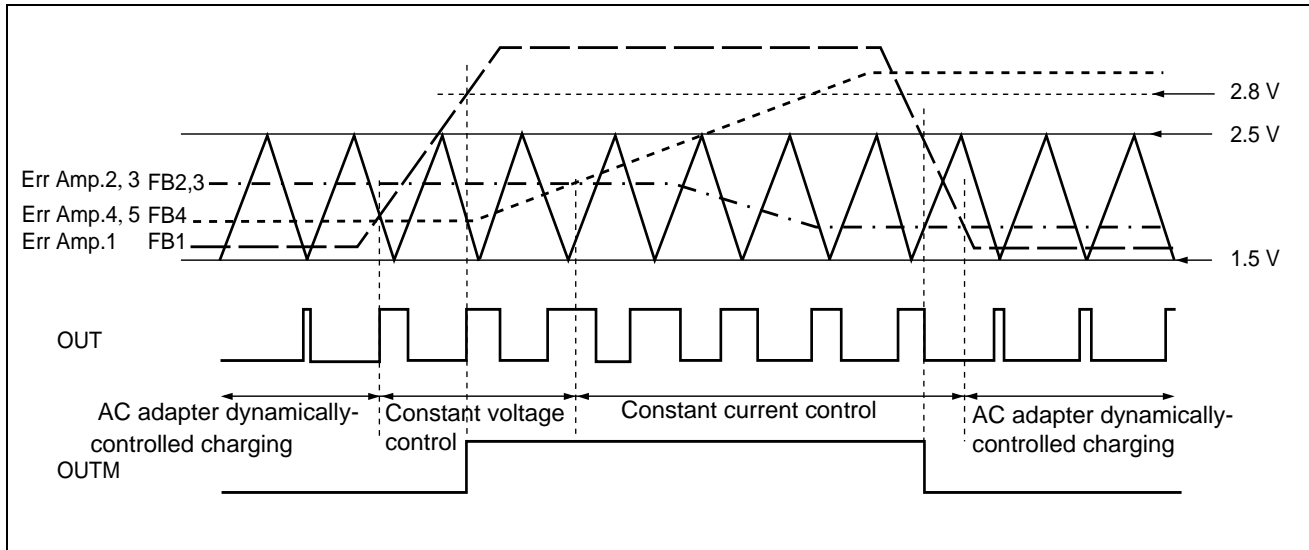 2.8 V
2.5 V
Err Amp.2, 3 FB2,3
Err Amp.4, 5 FB4
Err Amp.1 FB1
1.5 V
OUT
AC adapter dynamically-
controlled charging
Constant voltage
control
Constant current control
AC adapter dynamically-
controlled charging
OUTM